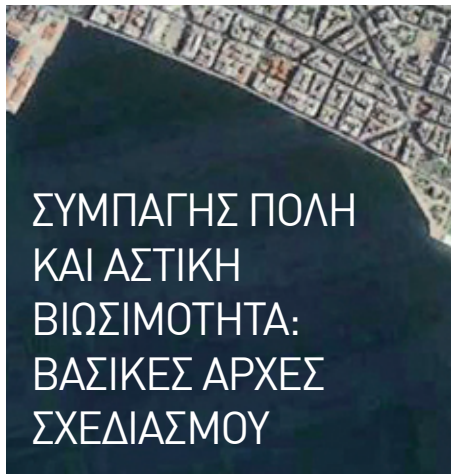 ΣΥΜΠΑΓΗΣ ΠΟΛΗ
ΚΑΙ ΑΣΤΙΚΗ
ΒΙΩΣΙΜΟΤΗΤΑ:
ΒΑΣΙΚΕΣ ΑΡΧΕΣ
ΣΧΕΔΙΑΣΜΟΥ